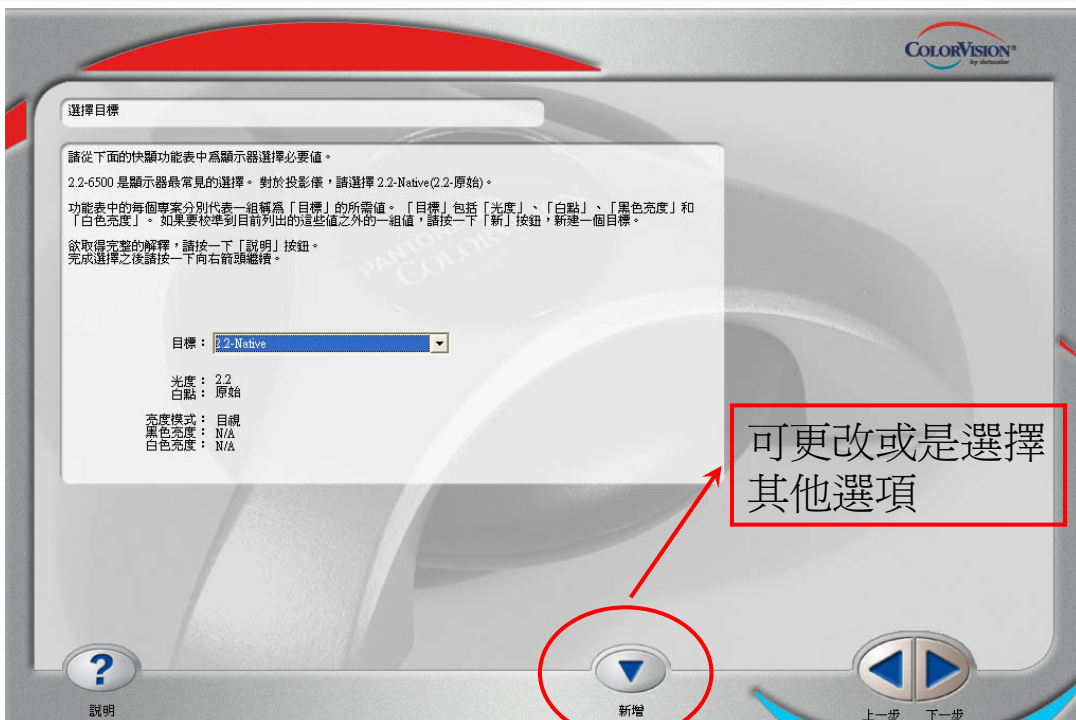 COLORVISION®
by datacolor
選擇目標
請從下面的快顯功能表中為顯示器選擇必要值。
2.2-6500 是顯示器最常見的選擇。 對於投影儀,請選擇 2.2-Native(2.2-原始)。
功能表中的每個專案分別代表一組稱為「目標」的所需值。 「目標」包括「光度」、「白點」、「黑色亮度」和
「白色亮度」。 如果要校準到目前列出的這些值之外的一組值,請按一下「新」按鈕,新建一個目標。
欲取得完整的解釋,請按一下「說明」按鈕。
完成選擇之後請按一下向右箭頭繼續。
PANTONE
COLORVISION
目標: 2.2-Native
光度: 2.2
白點: 原始
亮度模式: 目視
黑色亮度: N/A
白色亮度: N/A
可更改或是選擇
其他選項
?
說明
新增
上一步 下一步